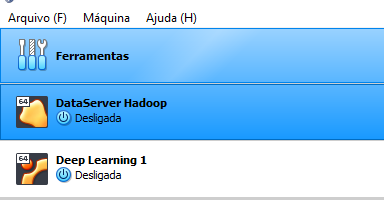 Arquivo (F) Máquina Ajuda (H)
Ferramentas
64
DataServer Hadoop
Desligada
64
Deep Learning 1
Desligada